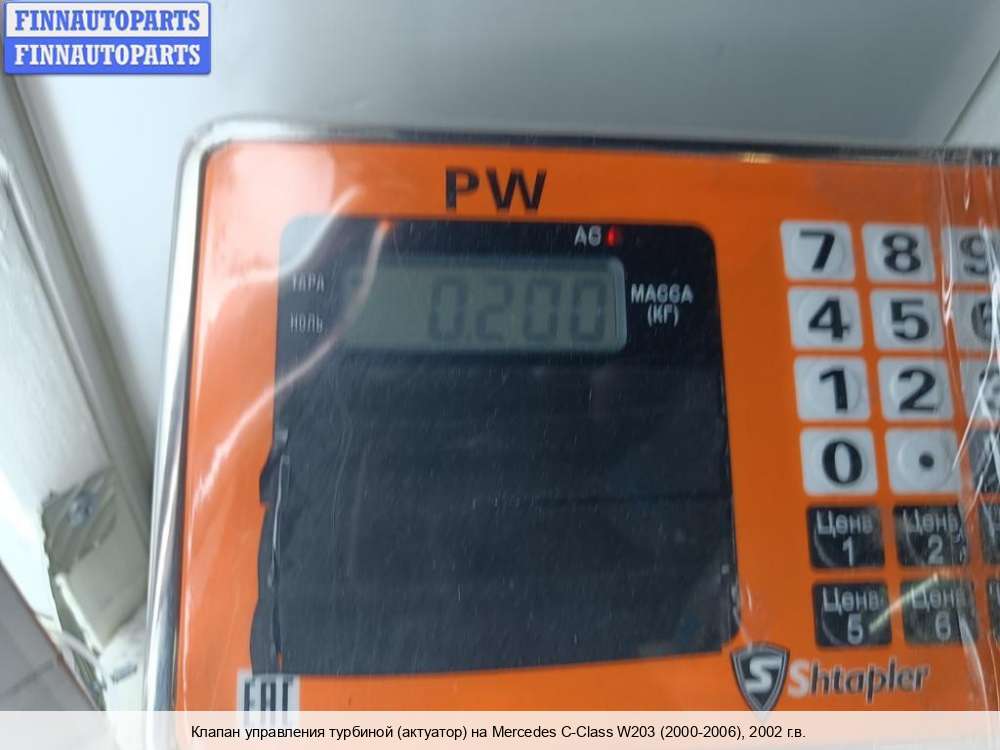 FINNAUTOPARTS
FINNAUTOPARTS
PW
АС
ТАРА
НОЛЬ
0.200
МАССА
(КГ)
7 8 9
4 5 6
1 2
0 .
Цена 1
Цена 2
Цена 5
Цена 6
S Shtapler
EAC
Клапан управления турбиной (актуатор) на Mercedes C-Class W203 (2000-2006), 2002 г.в.